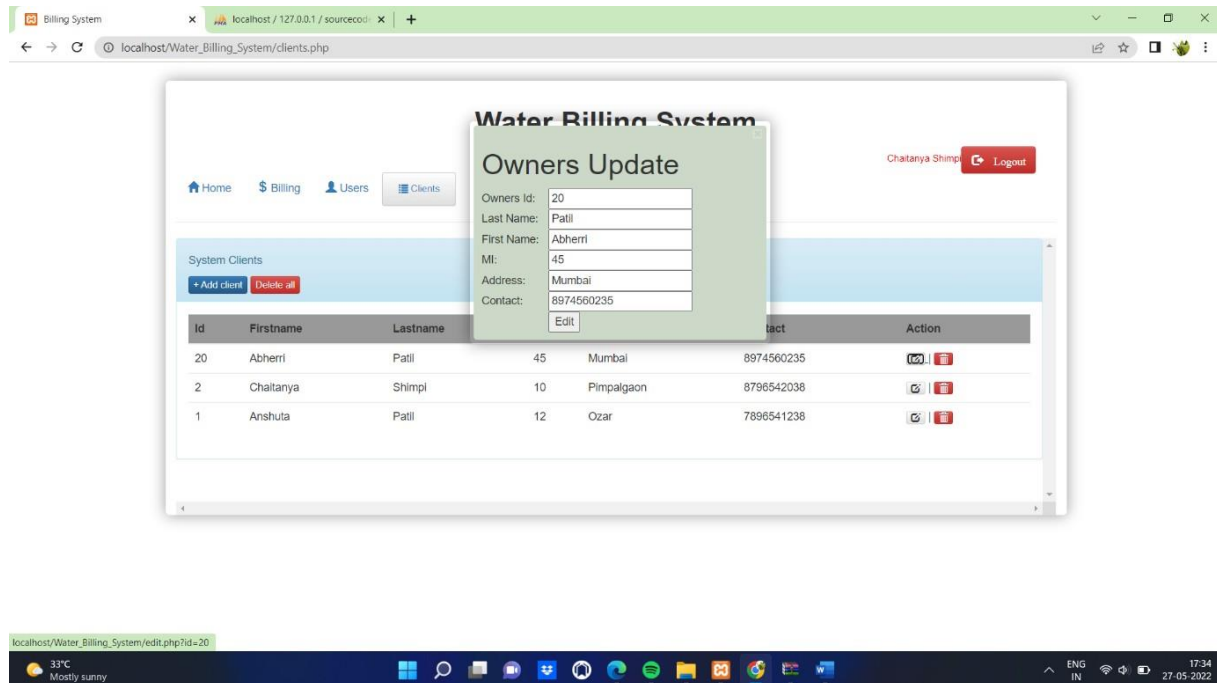 Billing System
localhost / 127.0.0.1 / sourcecod
localhost/Water_Billing_System/clients.php
Water Billing System
Chaitanya Shimpi
Logout
Home
$ Billing
Users
Clients
Owners Update
Owners Id: 20
Last Name: Patil
First Name: Abherri
MI: 45
Address: Mumbai
Contact: 8974560235
Edit
System Clients
+ Add client Delete all
Id Firstname Lastname tact Action
20 Abherri Patil 45 Mumbai 8974560235
2 Chaitanya Shimpi 10 Pimpalgaon 8796542038
1 Anshuta Patil 12 Ozar 7896541238
localhost/Water_Billing_System/edit.php?id=20
33°C
Mostly sunny
ENG
IN
17:34
27-05-2022